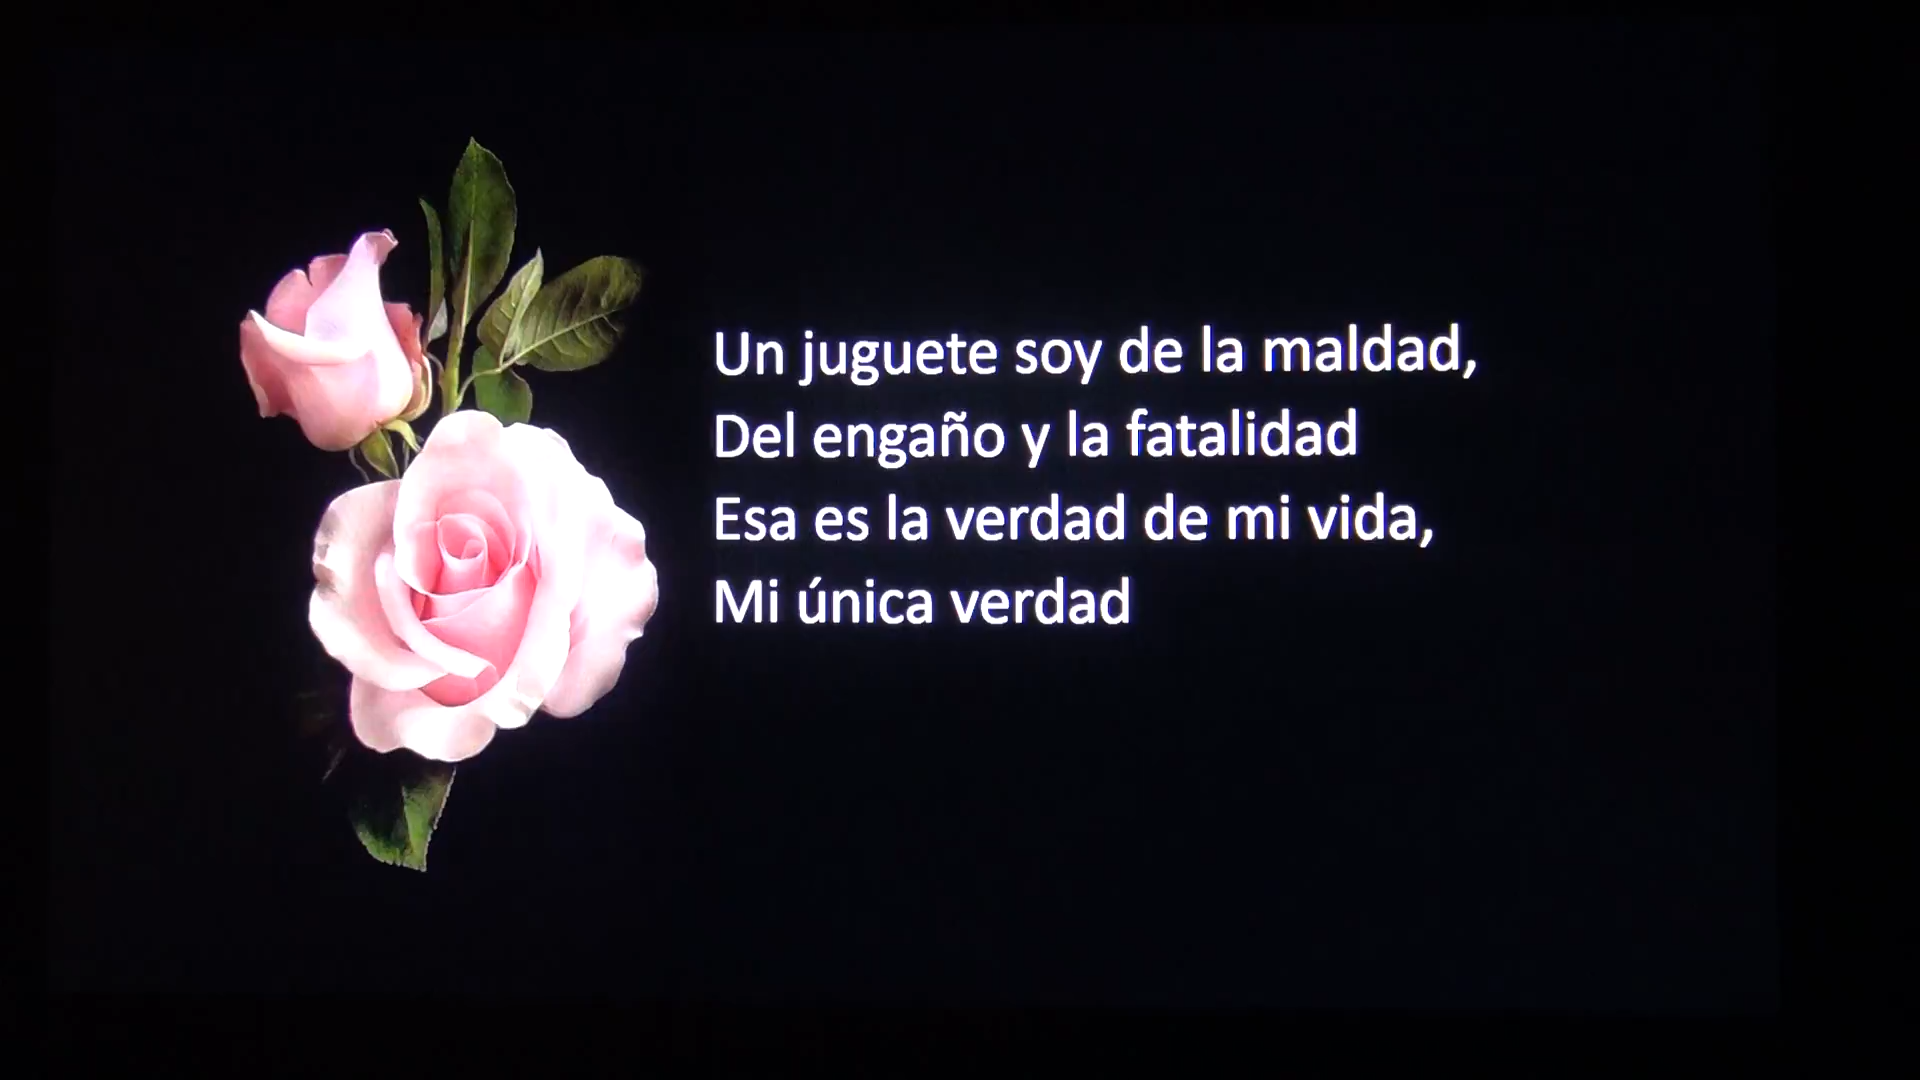 Un juguete soy de la maldad,
Del engaño y la fatalidad
Esa es la verdad de mi vida,
Mi única verdad